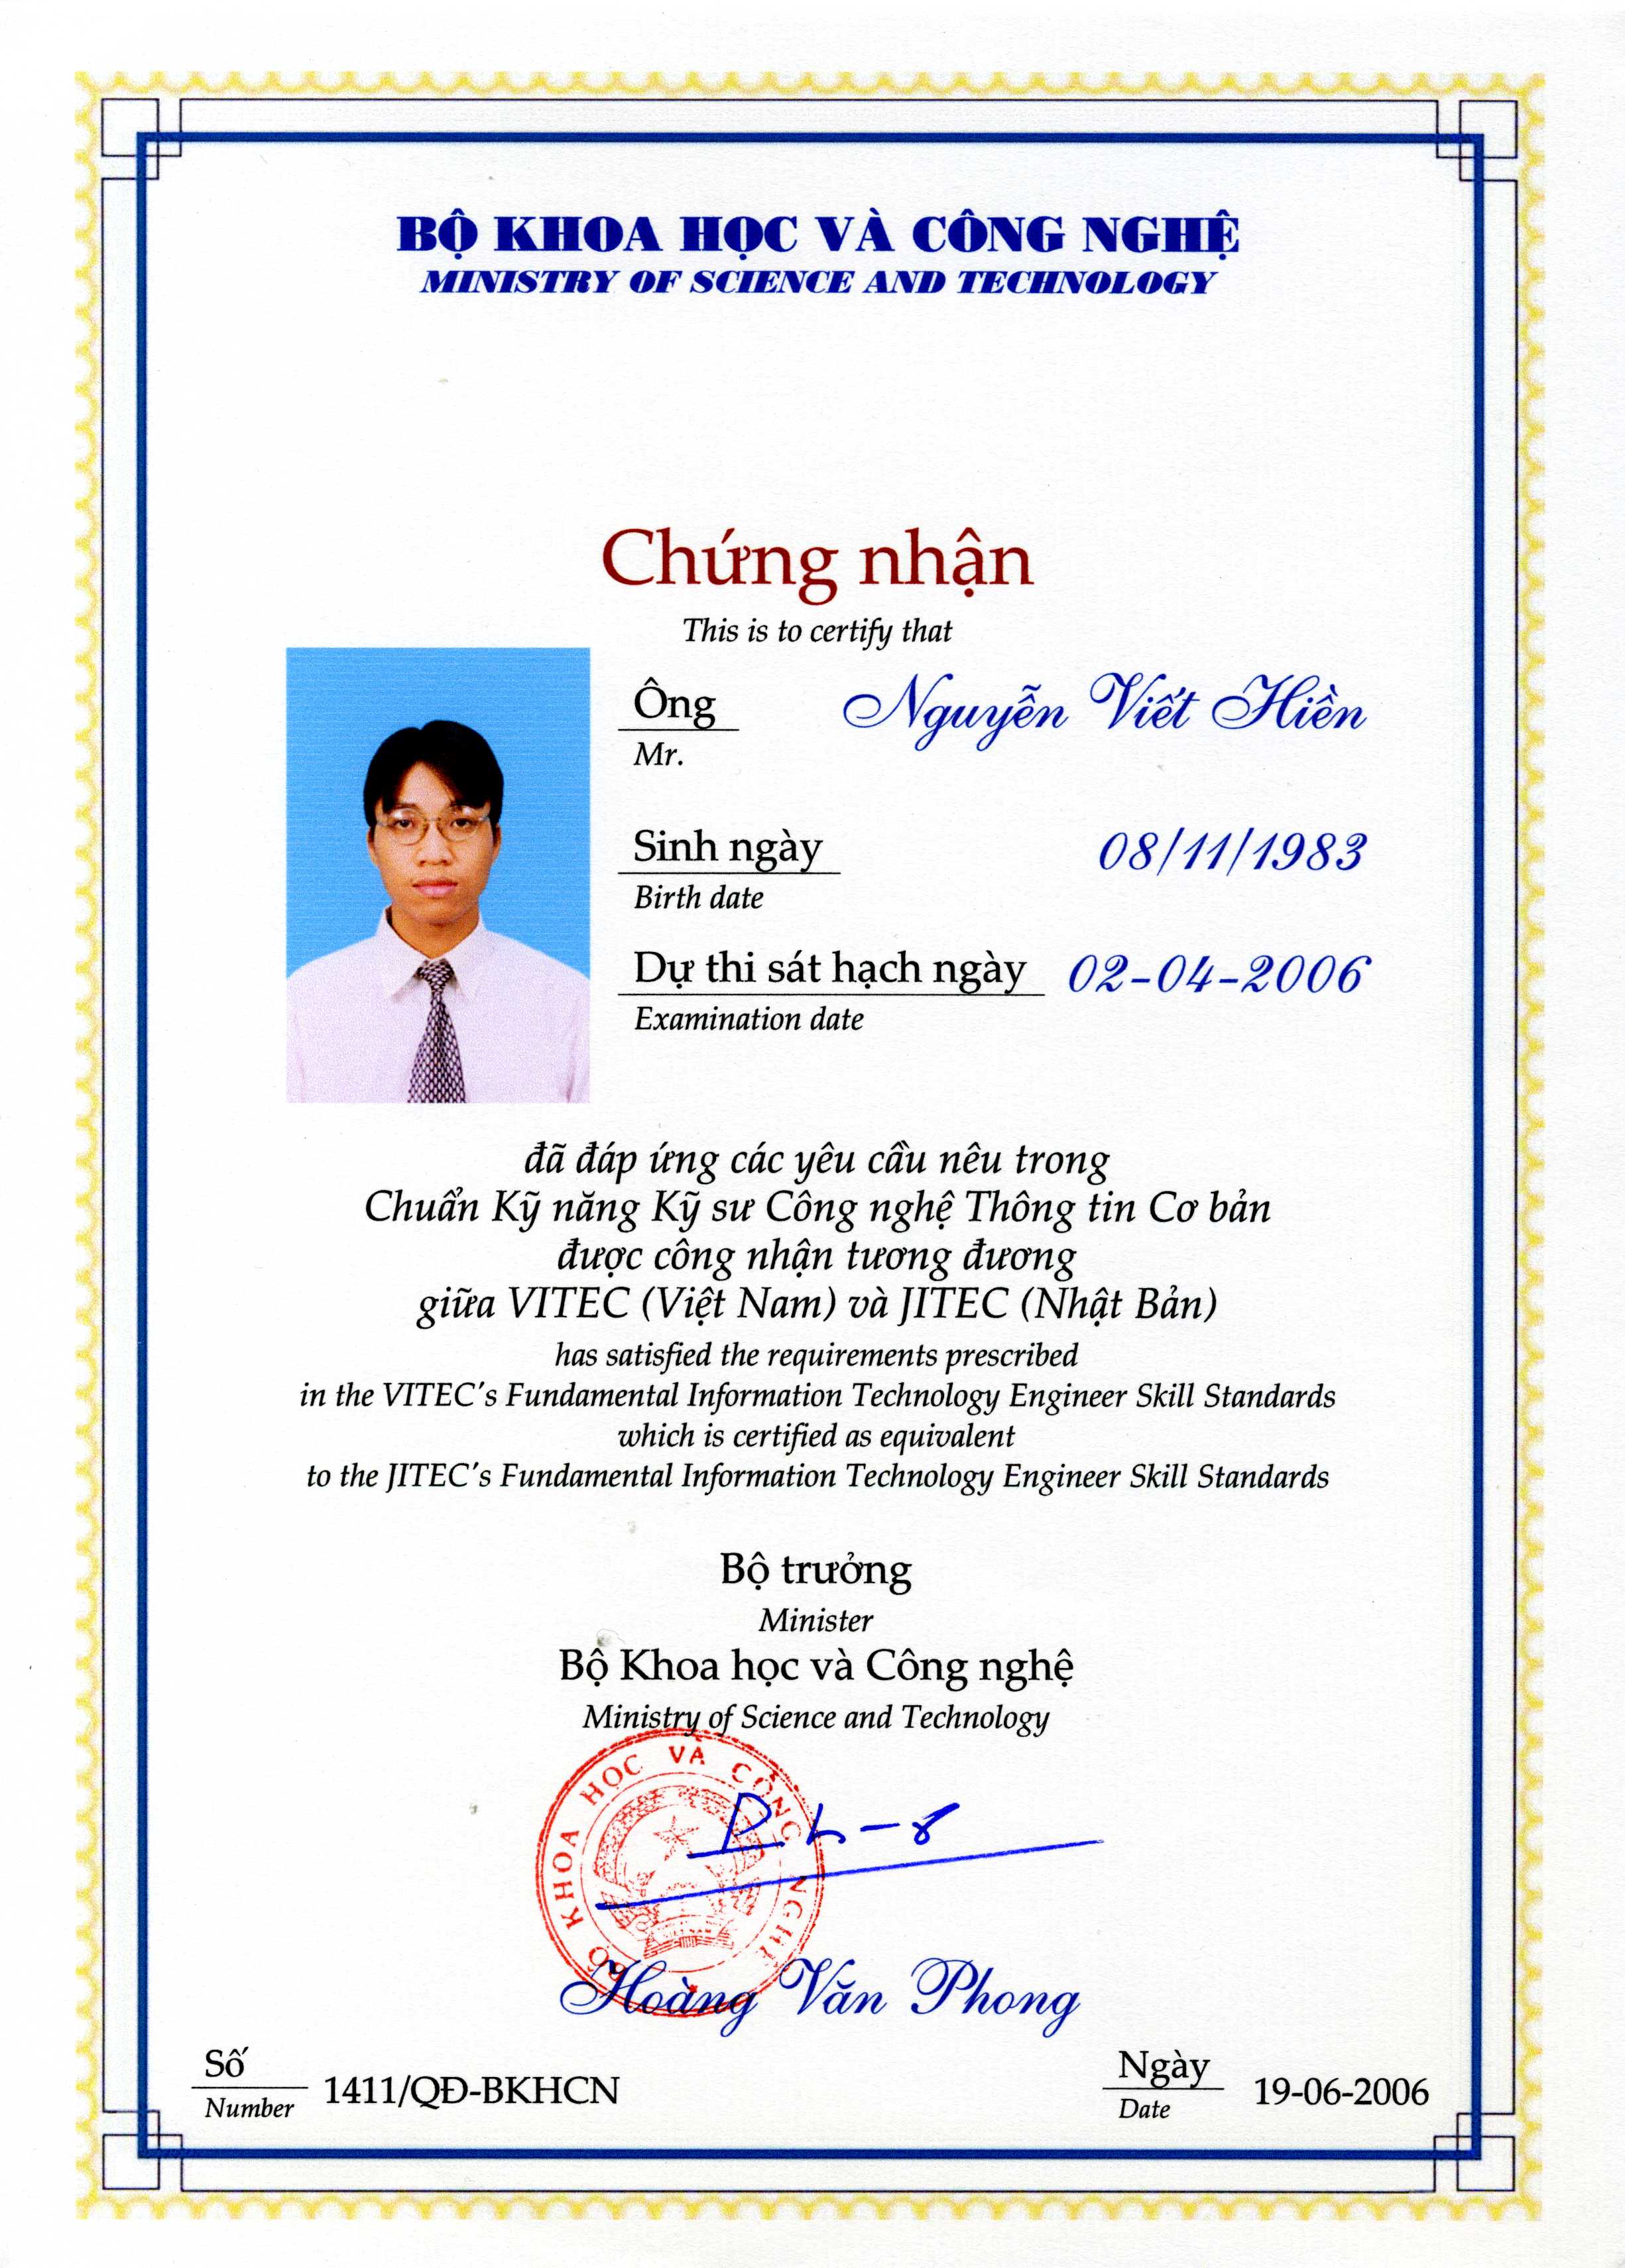 BỘ KHOA HỌC VÀ CÔNG NGHỆ
MINISTRY OF SCIENCE AND TECHNOLOGY
Chứng nhận
This is to certify that
Ông Nguyễn Viết Hiền
Mr.
Sinh ngày 08/11/1983
Birth date
Dự thi sát hạch ngày 02-04-2006
Examination date
đã đáp ứng các yêu cầu nêu trong
Chuẩn Kỹ năng Kỹ sư Công nghệ Thông tin Cơ bản
được công nhận tương đương
giữa VITEC (Việt Nam) và JITEC (Nhật Bản)
has satisfied the requirements prescribed
in the VITEC's Fundamental Information Technology Engineer Skill Standards
which is certified as equivalent
to the JITEC's Fundamental Information Technology Engineer Skill Standards
Bộ trưởng
Minister
Bộ Khoa học và Công nghệ
Ministry of Science and Technology
BỘ KHOA HỌC VÀ CÔNG NGHỆ
Hoàng Văn Phong
Số 1411/QĐ-BKHCN
Number
Ngày 19-06-2006
Date